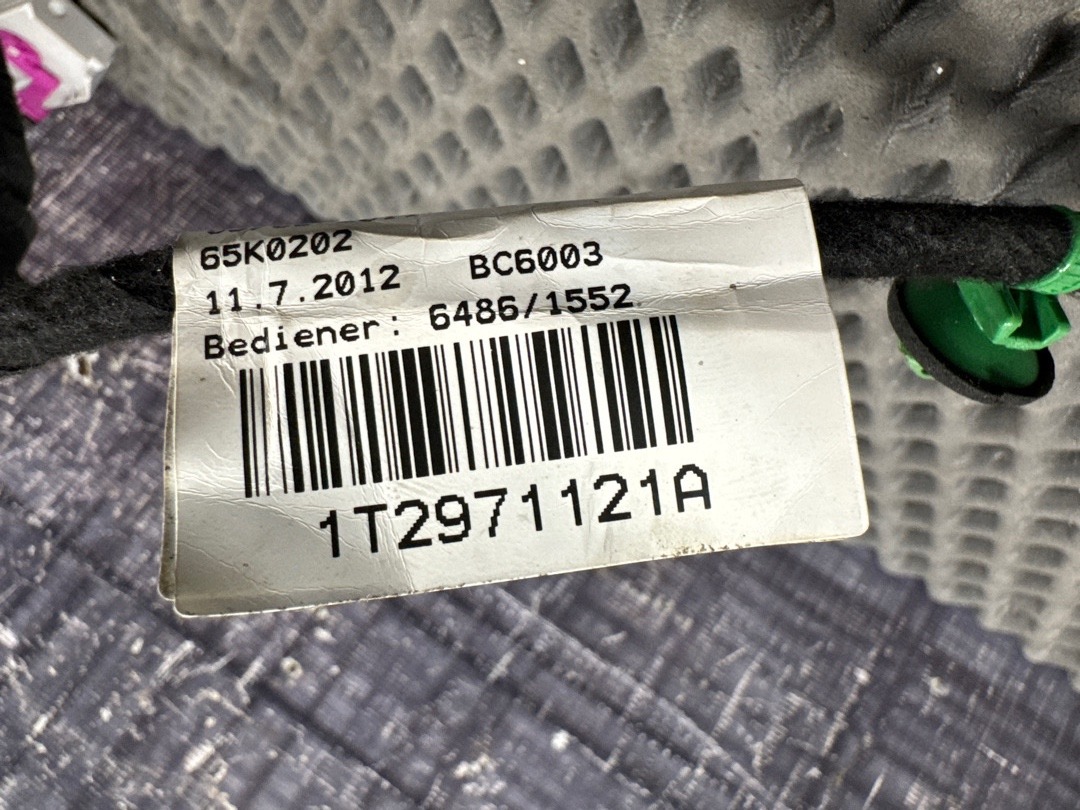 65K0202
11.7.2012 BC6003
Bediener: 6486/1552
1T2971121A